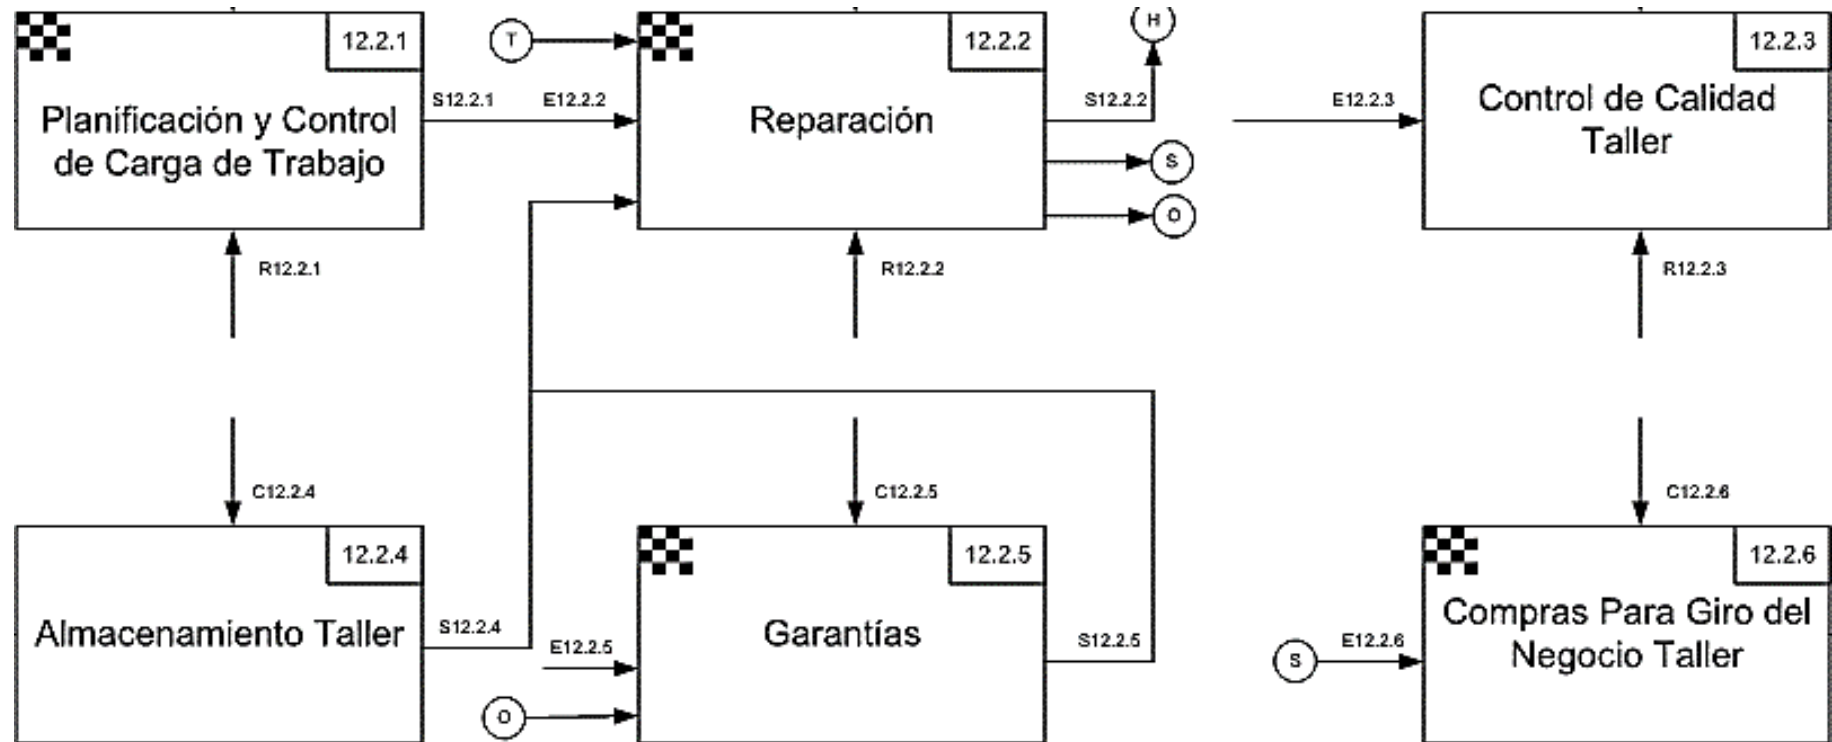 12.2.1
Planificación y Control
de Carga de Trabajo
S12.2.1
E12.2.2
T
12.2.2
Reparación
S12.2.2
H
S
O
E12.2.3
12.2.3
Control de Calidad
Taller
R12.2.1
R12.2.2
R12.2.3
C12.2.4
C12.2.5
C12.2.6
12.2.4
Almacenamiento Taller
S12.2.4
E12.2.5
O
12.2.5
Garantías
S12.2.5
S
E12.2.6
12.2.6
Compras Para Giro del
Negocio Taller